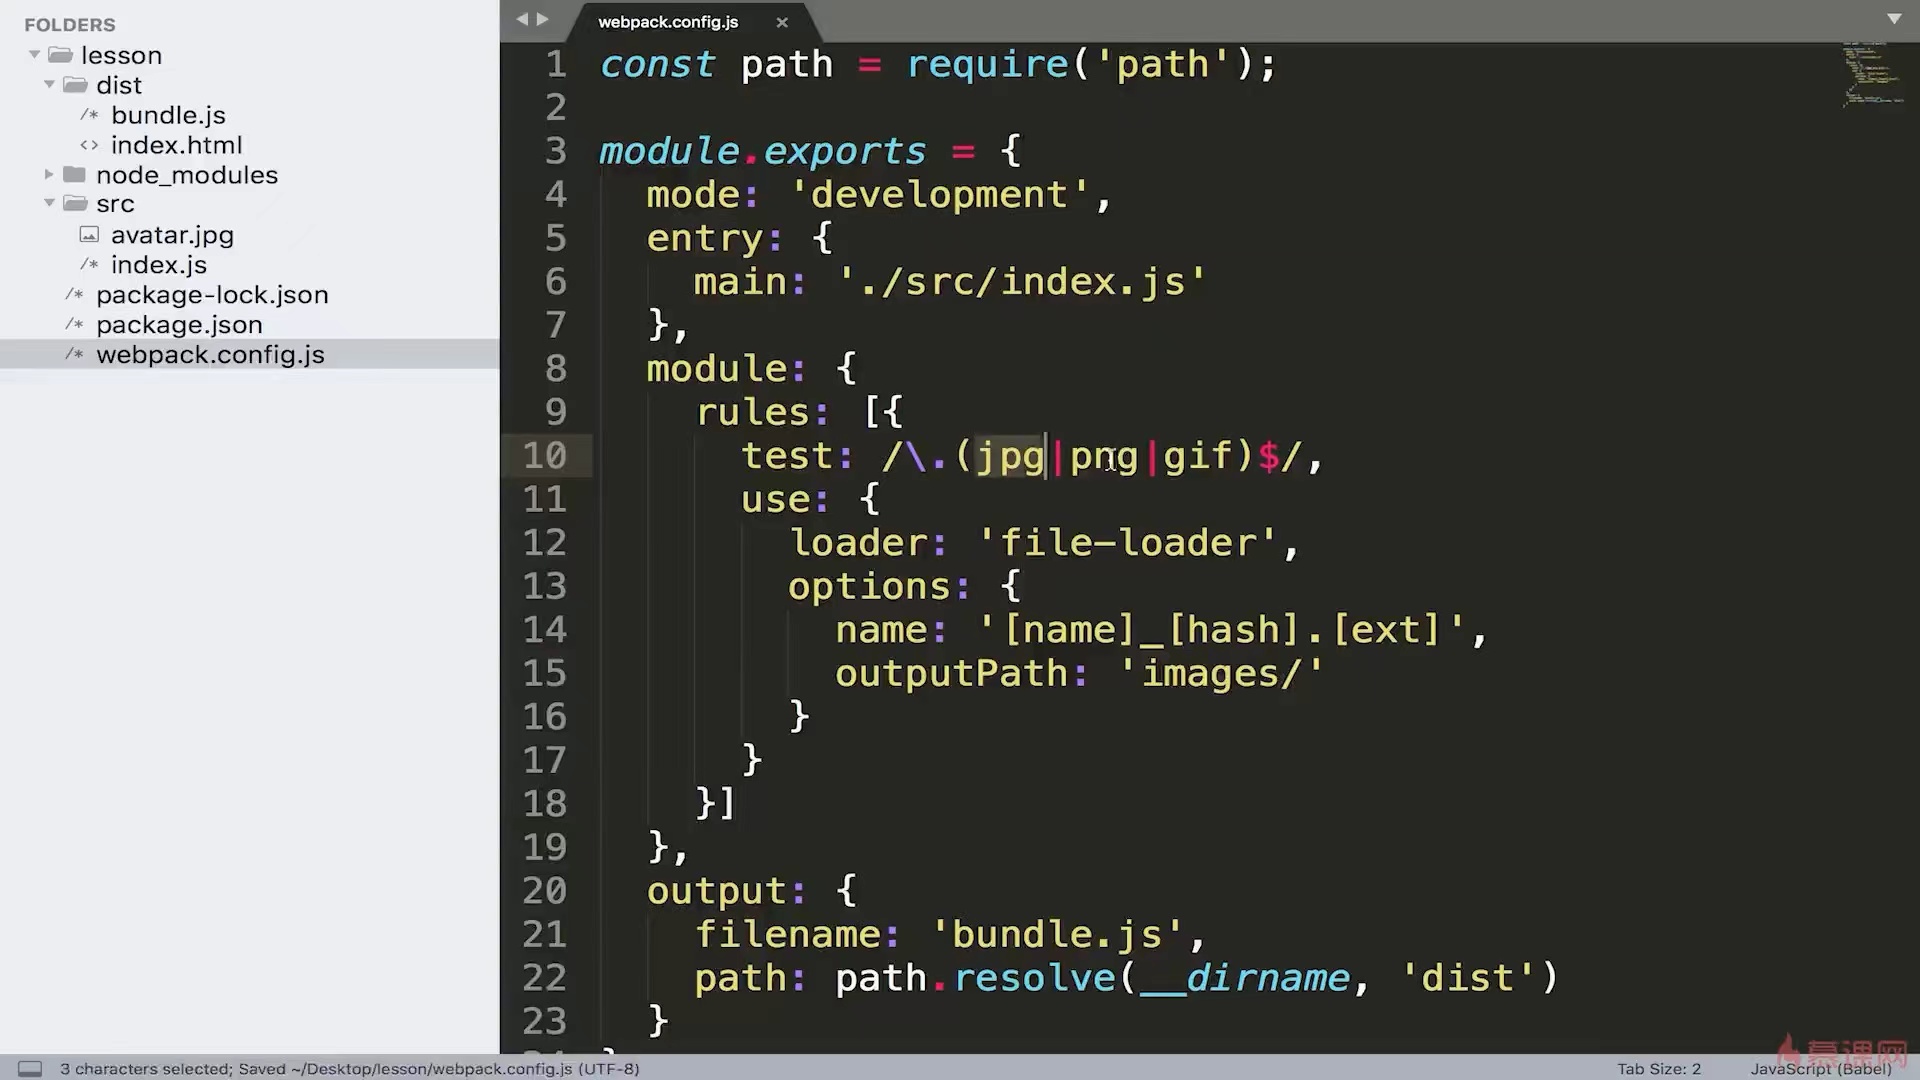 FOLDERS
lesson
dist
/* bundle.js
<> index.html
node_modules
src
avatar.jpg
/* index.js
/* package-lock.json
/* package.json
/* webpack.config.js
webpack.config.js ×
1 const path = require('path');
2
3 module.exports = {
4 mode: 'development',
5 entry: {
6 main: './src/index.js'
7 },
8 module: {
9 rules: [{
10 test: /\.(jpg|png|gif)$/,
11 use: {
12 loader: 'file-loader',
13 options: {
14 name: '[name]_[hash].[ext]',
15 outputPath: 'images/'
16 }
17 }
18 }]
19 },
20 output: {
21 filename: 'bundle.js',
22 path: path.resolve(__dirname, 'dist')
23 }
3 characters selected; Saved ~/Desktop/lesson/webpack.config.js (UTF-8)
Tab Size: 2
JavaScript (Babel)
慕课网